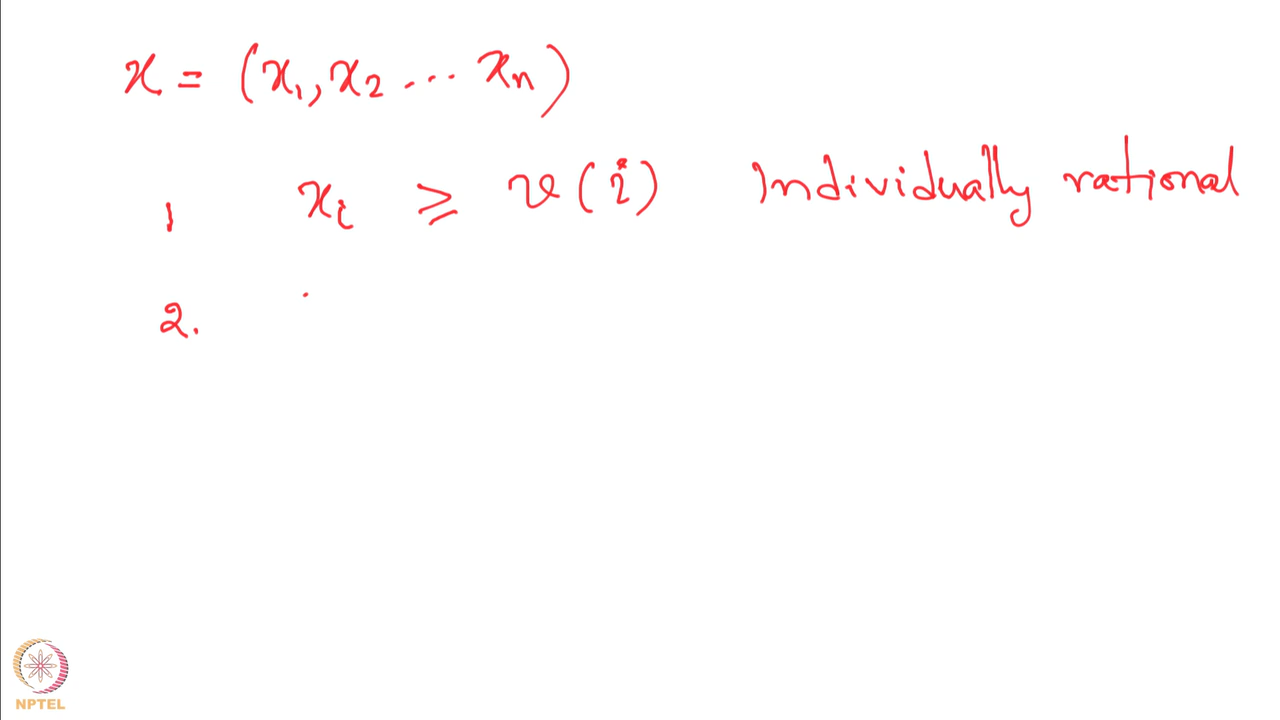 x = (x₁, x₂ ... xₙ)
1 xᵢ ≥ v(i) Individually rational
2.
NPTEL